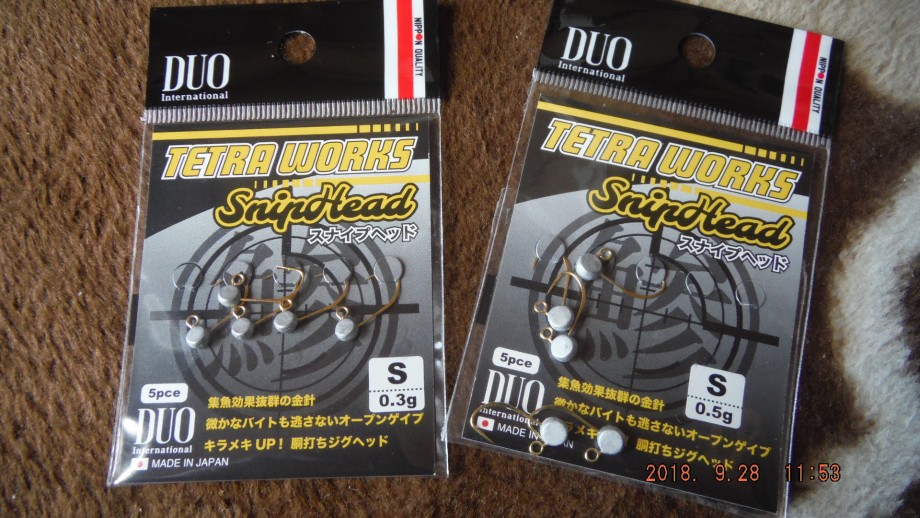 DUO
International
NIPPON QUALITY
TETRA WORKS
SnipHead
スナイプヘッド
5pce
S
0.3g
DUO
International
MADE IN JAPAN
集魚効果抜群の金針
微かなバイトも逃さないオープンゲイプ
キラメキUP! 胴打ちジグヘッド
DUO
International
NIPPON QUALITY
TETRA WORKS
SnipHead
スナイプヘッド
5pce
S
0.5g
DUO
International
MADE IN
集魚効果抜群の金針
微かなバイトも逃さないオープンゲイプ
キラメキ 胴打ちジグヘッド
2018. 9.28 11:53